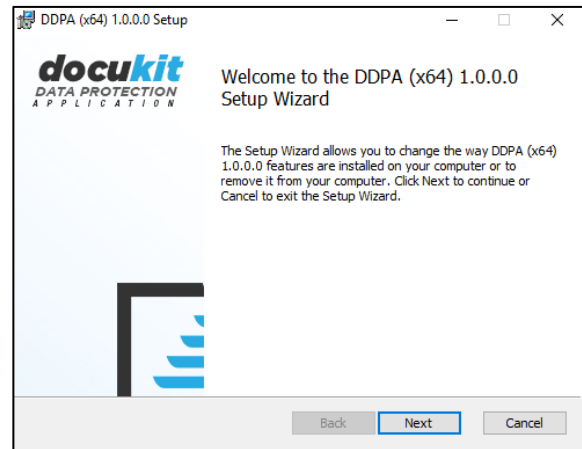 DDPA (x64) 1.0.0.0 Setup
docukit
DATA PROTECTION
APPLICATION
Welcome to the DDPA (x64) 1.0.0.0
Setup Wizard
The Setup Wizard allows you to change the way DDPA (x64)
1.0.0.0 features are installed on your computer or to
remove it from your computer. Click Next to continue or
Cancel to exit the Setup Wizard.
Back
Next
Cancel